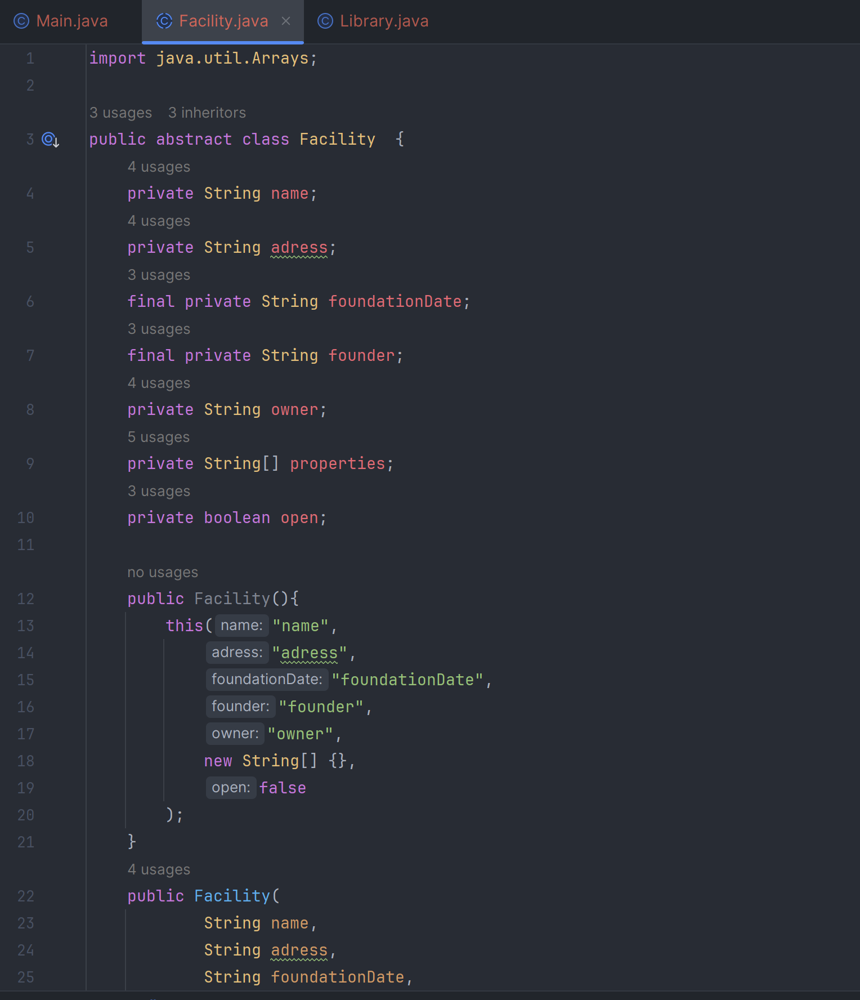 Main.java Facility.java Library.java
1 import java.util.Arrays;
2
3 usages 3 inheritors
3 public abstract class Facility {
4 usages
4 private String name;
4 usages
5 private String adress;
3 usages
6 final private String foundationDate;
3 usages
7 final private String founder;
4 usages
8 private String owner;
5 usages
9 private String[] properties;
3 usages
10 private boolean open;
11
no usages
12 public Facility(){
13 this( name: "name",
14 adress: "adress",
15 foundationDate: "foundationDate",
16 founder: "founder",
17 owner: "owner",
18 new String[] {},
19 open: false
20 );
21 }
4 usages
22 public Facility(
23 String name,
24 String adress,
25 String foundationDate,